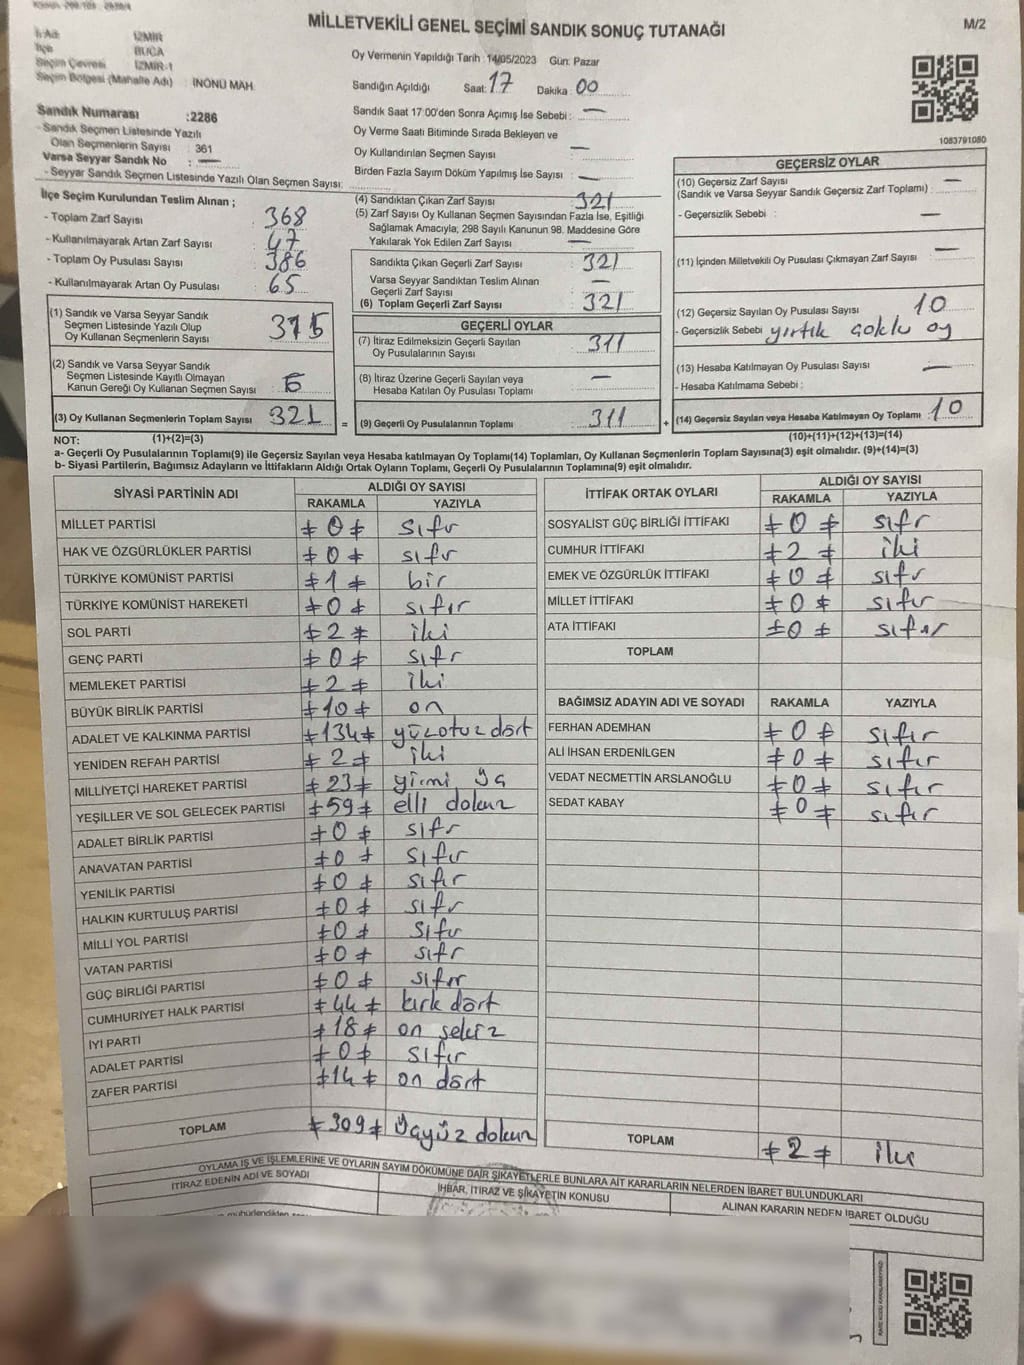 MİLLETVEKİLİ GENEL SEÇİMİ SANDIK SONUÇ TUTANAĞI
M/2
İl Adı İZMİR
İlçe BUCA
Seçim Çevresi İZMİR-1
Seçim Bölgesi (Mahalle Adı) : İNÖNÜ MAH.
Oy Vermenin Yapıldığı Tarih : 14/05/2023 Gün: Pazar
Sandığın Açıldığı Saat: 17 Dakika: 00
1083791080
Sandık Numarası :2286
- Sandık Seçmen Listesinde Yazılı
Olan Seçmenlerin Sayısı : 361
Varsa Seyyar Sandık No : —
- Seyyar Sandık Seçmen Listesinde Yazılı Olan Seçmen Sayısı:
Sandık Saat 17:00'den Sonra Açımış İse Sebebi : —
Oy Verme Saati Bitiminde Sırada Bekleyen ve
Oy Kullandırılan Seçmen Sayısı —
Birden Fazla Sayım Döküm Yapılmış İse Sayısı : —
İlçe Seçim Kurulundan Teslim Alınan ;
- Toplam Zarf Sayısı : 368
- Kullanılmayarak Artan Zarf Sayısı : 47
- Toplam Oy Pusulası Sayısı : 386
- Kullanılmayarak Artan Oy Pusulası : 65
(1) Sandık ve Varsa Seyyar Sandık
Seçmen Listesinde Yazılı Olup
Oy Kullanan Seçmenlerin Sayısı 315
(2) Sandık ve Varsa Seyyar Sandık
Seçmen Listesinde Kayıtlı Olmayan
Kanun Gereği Oy Kullanan Seçmen Sayısı 6
(3) Oy Kullanan Seçmenlerin Toplam Sayısı 321 =
(4) Sandıktan Çıkan Zarf Sayısı : 321
(5) Zarf Sayısı Oy Kullanan Seçmen Sayısından Fazla İse, Eşitliği
Sağlamak Amacıyla; 298 Sayılı Kanunun 98. Maddesine Göre
Yakılarak Yok Edilen Zarf Sayısı : —
Sandıkta Çıkan Geçerli Zarf Sayısı : 321
Varsa Seyyar Sandıktan Teslim Alınan
Geçerli Zarf Sayısı : —
(6) Toplam Geçerli Zarf Sayısı : 321
GEÇERLİ OYLAR
(7) İtiraz Edilmeksizin Geçerli Sayılan
Oy Pusulalarının Sayısı : 311
(8) İtiraz Üzerine Geçerli Sayılan veya
Hesaba Katılan Oy Pusulası Toplamı : —
(9) Geçerli Oy Pusulalarının Toplamı : 311 +
GEÇERSİZ OYLAR
(10) Geçersiz Zarf Sayısı
(Sandık ve Varsa Seyyar Sandık Geçersiz Zarf Toplamı) : —
- Geçersizlik Sebebi : —
(11) İçinden Milletvekili Oy Pusulası Çıkmayan Zarf Sayısı : —
(12) Geçersiz Sayılan Oy Pusulası Sayısı : 10
- Geçersizlik Sebebi yırtık çoklu oy
(13) Hesaba Katılmayan Oy Pusulası Sayısı : —
- Hesaba Katılmama Sebebi :
(14) Geçersiz Sayılan veya Hesaba Katılmayan Oy Toplamı : 10
NOT: (1)+(2)=(3)
(10)+(11)+(12)+(13)=(14)
a- Geçerli Oy Pusulalarının Toplamı(9) ile Geçersiz Sayılan veya Hesaba katılmayan Oy Toplamı(14) Toplamları, Oy Kullanan Seçmenlerin Toplam Sayısına(3) eşit olmalıdır. (9)+(14)=(3)
b- Siyasi Partilerin, Bağımsız Adayların ve İttifakların Aldığı Ortak Oyların Toplamı, Geçerli Oy Pusulalarının Toplamına(9) eşit olmalıdır.
SİYASİ PARTİNİN ADI
ALDIĞI OY SAYISI
RAKAMLA YAZIYLA
MİLLET PARTİSİ ≠ 0 ≠ sıfır
HAK VE ÖZGÜRLÜKLER PARTİSİ ≠ 0 ≠ sıfır
TÜRKİYE KOMÜNİST PARTİSİ ≠ 1 ≠ bir
TÜRKİYE KOMÜNİST HAREKETİ ≠ 0 ≠ sıfır
SOL PARTİ ≠ 2 ≠ iki
GENÇ PARTİ ≠ 0 ≠ sıfır
MEMLEKET PARTİSİ ≠ 2 ≠ iki
BÜYÜK BİRLİK PARTİSİ ≠ 10 ≠ on
ADALET VE KALKINMA PARTİSİ ≠ 134 ≠ yüzotuz dört
YENİDEN REFAH PARTİSİ ≠ 2 ≠ iki
MİLLİYETÇİ HAREKET PARTİSİ ≠ 23 ≠ yirmi üç
YEŞİLLER VE SOL GELECEK PARTİSİ ≠ 59 ≠ elli dokuz
ADALET BİRLİK PARTİSİ ≠ 0 ≠ sıfır
ANAVATAN PARTİSİ ≠ 0 ≠ sıfır
YENİLİK PARTİSİ ≠ 0 ≠ sıfır
HALKIN KURTULUŞ PARTİSİ ≠ 0 ≠ sıfır
MİLLİ YOL PARTİSİ ≠ 0 ≠ sıfır
VATAN PARTİSİ ≠ 0 ≠ sıfır
GÜÇ BİRLİĞİ PARTİSİ ≠ 0 ≠ sıfır
CUMHURİYET HALK PARTİSİ ≠ 44 ≠ kırk dört
İYİ PARTİ ≠ 18 ≠ on sekiz
ADALET PARTİSİ ≠ 0 ≠ sıfır
ZAFER PARTİSİ ≠ 14 ≠ on dört
TOPLAM ≠ 309 ≠ üçyüz dokuz
İTTİFAK ORTAK OYLARI
ALDIĞI OY SAYISI
RAKAMLA YAZIYLA
SOSYALİST GÜÇ BİRLİĞİ İTTİFAKI ≠ 0 ≠ sıfır
CUMHUR İTTİFAKI ≠ 2 ≠ iki
EMEK VE ÖZGÜRLÜK İTTİFAKI ≠ 0 ≠ sıfır
MİLLET İTTİFAKI ≠ 0 ≠ sıfır
ATA İTTİFAKI ≠ 0 ≠ sıfır
TOPLAM
BAĞIMSIZ ADAYIN ADI VE SOYADI RAKAMLA YAZIYLA
FERHAN ADEMHAN ≠ 0 ≠ sıfır
ALİ İHSAN ERDENİLGEN ≠ 0 ≠ sıfır
VEDAT NECMETTİN ARSLANOĞLU ≠ 0 ≠ sıfır
SEDAT KABAY ≠ 0 ≠ sıfır
TOPLAM ≠ 2 ≠ iki
OYLAMA İŞ VE İŞLEMLERİNE VE OYLARIN SAYIM DÖKÜMÜNE DAİR ŞİKAYETLERLE BUNLARA AİT KARARLARIN NELERDEN İBARET BULUNDUKLARI
İTİRAZ EDENİN ADI VE SOYADI
İHBAR, İTİRAZ VE ŞİKAYETİN KONUSU
ALINAN KARARIN NEDEN İBARET OLDUĞU